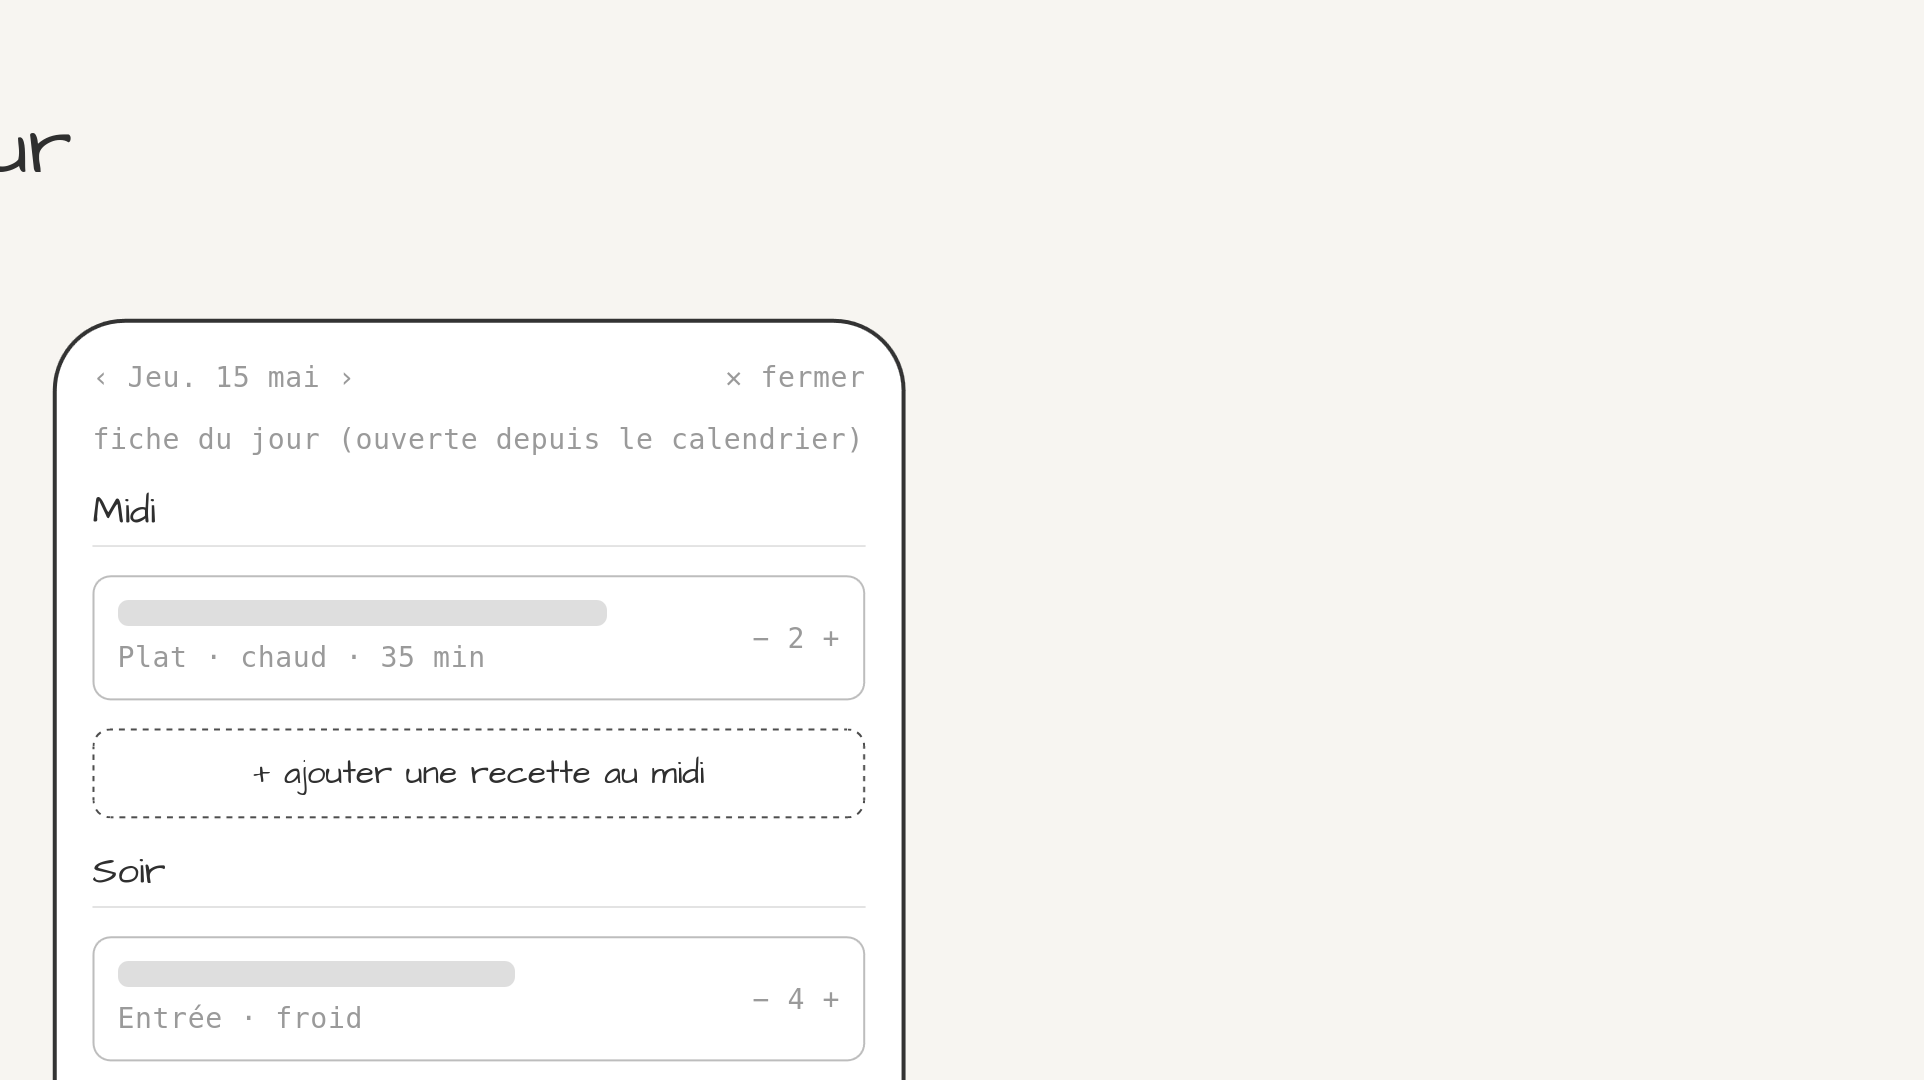 ur
‹ Jeu. 15 mai ›
× fermer
fiche du jour (ouverte depuis le calendrier)
Midi
Plat · chaud · 35 min
− 2 +
+ ajouter une recette au midi
Soir
Entrée · froid
− 4 +